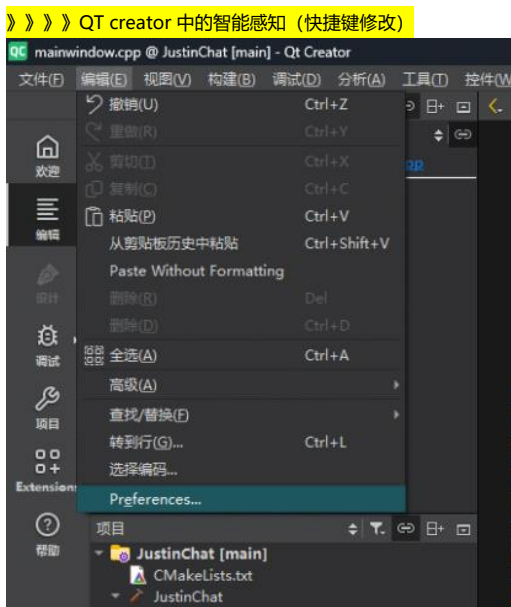 》》》》QT creator 中的智能感知（快捷键修改）
QC mainwindow.cpp @ JustinChat [main] - Qt Creator
文件(F) 编辑(E) 视图(V) 构建(B) 调试(D) 分析(A) 工具(T) 控件(W
撤销(U) Ctrl+Z
重做(R) Ctrl+Y
剪切(T) Ctrl+X
复制(C) Ctrl+C
粘贴(P) Ctrl+V
从剪贴板历史中粘贴 Ctrl+Shift+V
Paste Without Formatting
删除(R) Del
删除(D) Ctrl+D
全选(A) Ctrl+A
高级(A)
查找/替换(F)
转到行(G)... Ctrl+L
选择编码...
Preferences...
欢迎
编辑
设计
调试
项目
Extensions
帮助
pp
项目
JustinChat [main]
CMakeLists.txt
JustinChat